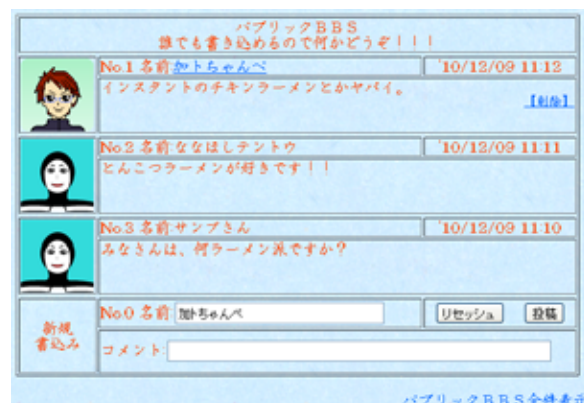 パブリックＢＢＳ
誰でも書き込めるので何かどうぞ！！！
No.1 名前:加トちゃんぺ '10/12/09 11:12
インスタントのチキンラーメンとかヤバイ。
【削除】
No.2 名前:ななほしテントウ '10/12/09 11:11
とんこつラーメンが好きです！！
No.3 名前:サンプさん '10/12/09 11:10
みなさんは、何ラーメン派ですか？
新規
書込み
No.0 名前: 加トちゃんぺ リセッシュ 投稿
コメント:
パブリックＢＢＳ全件表示